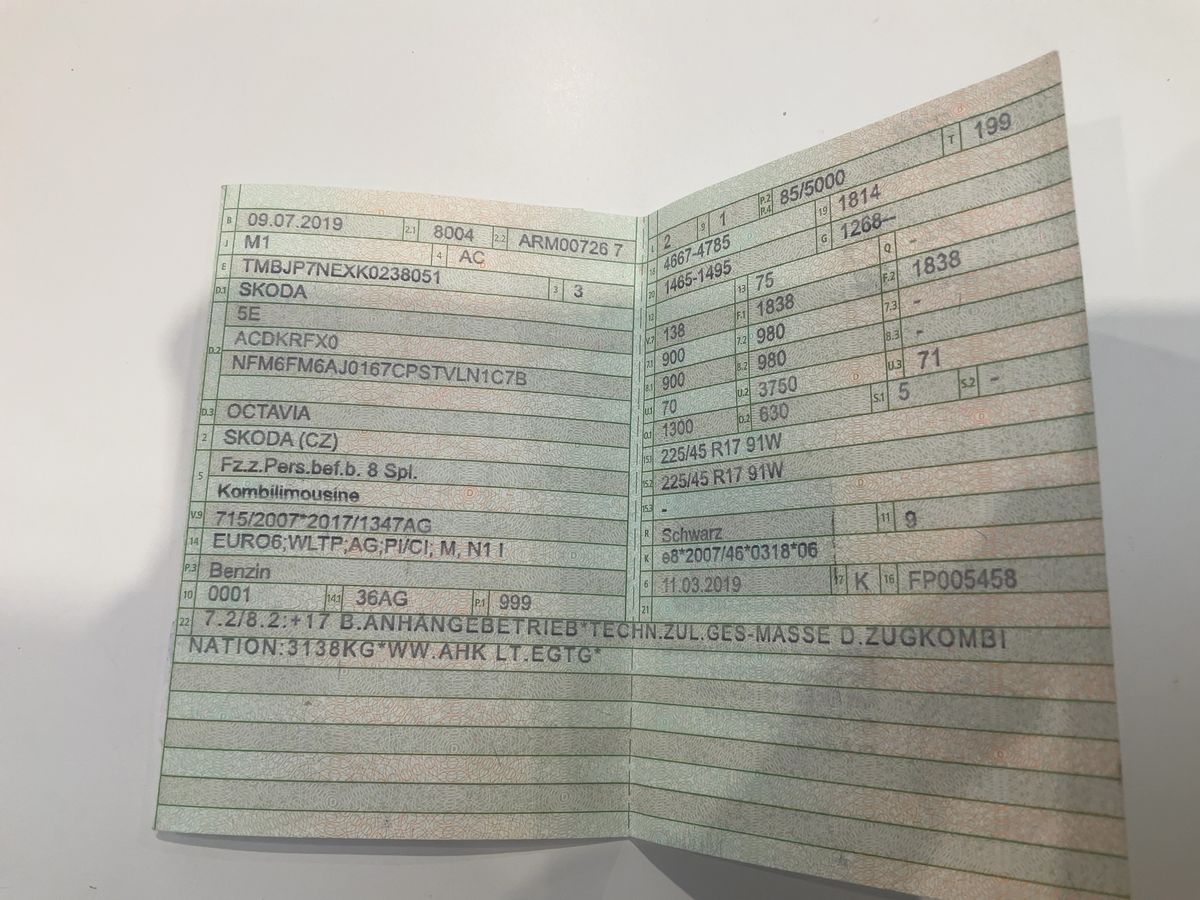 B 09.07.2019 2.1 8004 2.2 ARM00726 7
J M1 4 AC
E TMBJP7NEXK0238051 3 3
D.1 SKODA
D.2 5E
ACDKRFX0
NFM6FM6AJ0167CPSTVLN1C7B
D.3 OCTAVIA
2 SKODA (CZ)
5 Fz.z.Pers.bef.b. 8 Spl.
Kombilimousine
V.9 715/2007*2017/1347AG
14 EURO6;WLTP;AG;PI/CI; M, N1 I
P.3 Benzin
10 0001 14.1 36AG P.1 999
L 2 9 1 P.2 P.4 85/5000 T 199
18 4667-4785 19 1814
20 1465-1495 G 1268--
12 13 75 Q -
V.7 138 F.1 1838 F.2 1838
7.1 900 7.2 980 7.3 -
8.1 900 8.2 980 8.3 -
U.1 70 U.2 3750 U.3 71
O.1 1300 O.2 630 S.1 5 S.2 -
15.1 225/45 R17 91W
15.2 225/45 R17 91W
15.3 -
R Schwarz 11 9
K e8*2007/46*0318*06
6 11.03.2019 17 K 16 FP005458
21
22 7.2/8.2:+17 B.ANHÄNGEBETRIEB*TECHN.ZUL.GES-MASSE D.ZUGKOMBI
NATION:3138KG*WW.AHK LT.EGTG*